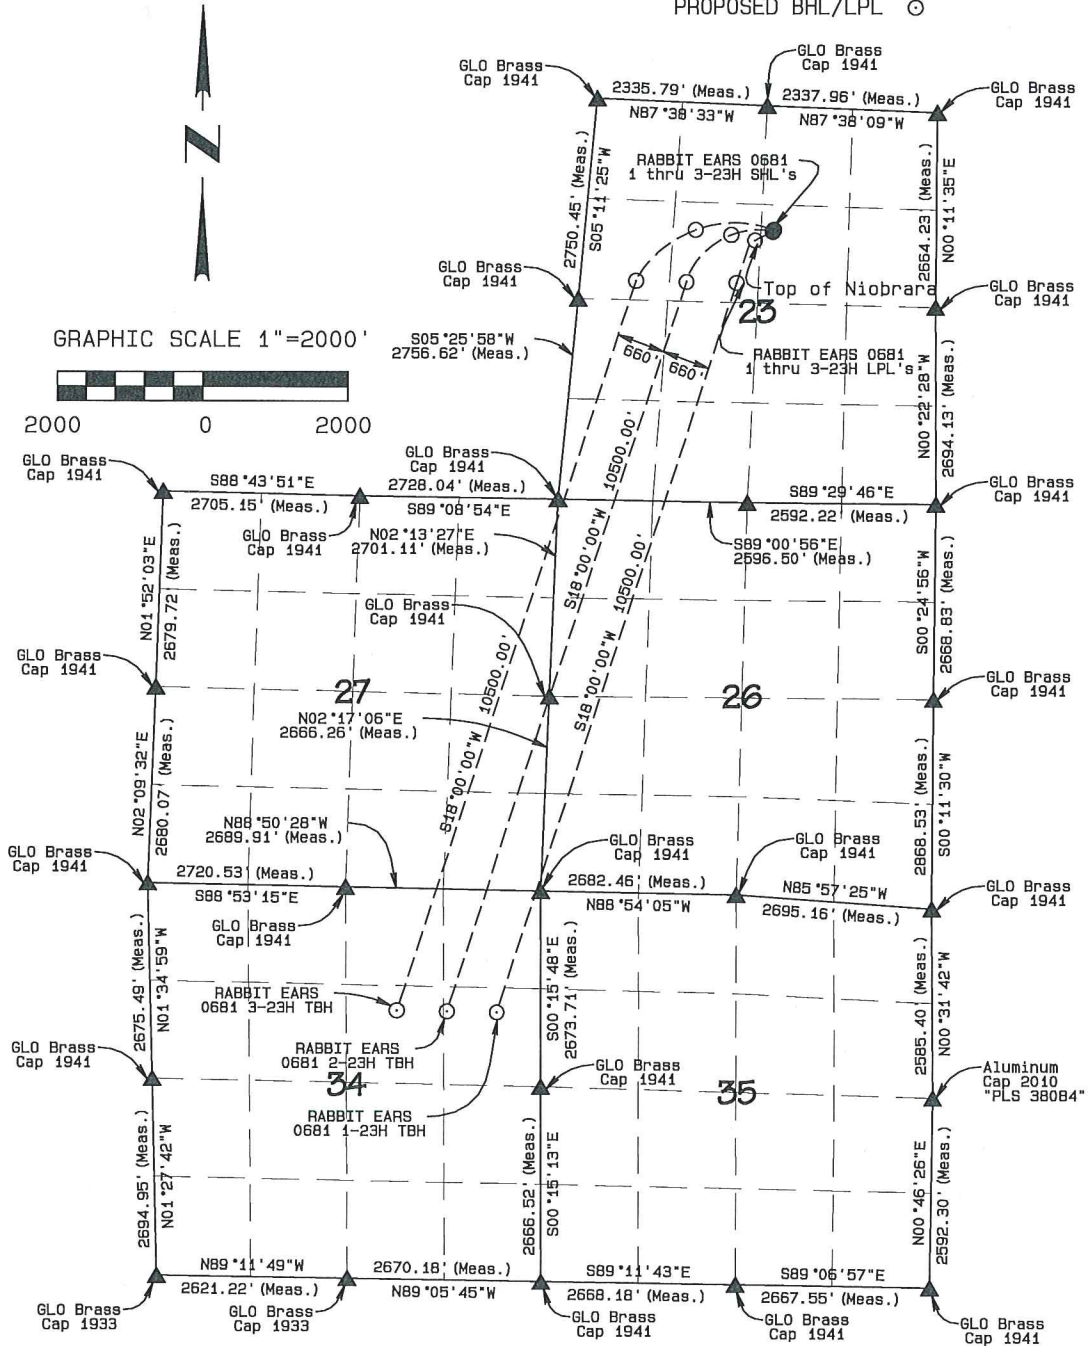 PROPOSED BHL/LPL
GLO Brass
Cap 1941
GLO Brass
Cap 1941
GLO Brass
Cap 1941
2335.79' (Meas.)
N87°38'33"W
2337.96' (Meas.)
N87°38'09"W
N
RABBIT EARS 0681
1 thru 3-23H SHL's
2750.45' (Meas.)
S05°11'25"W
2664.23' (Meas.)
N00°11'35"E
GLO Brass
Cap 1941
Top of Niobrara
GLO Brass
Cap 1941
23
GRAPHIC SCALE 1"=2000'
2000
0
2000
S05°25'58"W
2756.62' (Meas.)
660'
660'
RABBIT EARS 0681
1 thru 3-23H LPL's
N00°22'28"W
2694.13' (Meas.)
GLO Brass
Cap 1941
GLO Brass
Cap 1941
S88°43'51"E
2705.15' (Meas.)
2728.04' (Meas.)
S89°08'54"E
S89°29'46"E
2592.22' (Meas.)
GLO Brass
Cap 1941
GLO Brass
Cap 1941
N02°13'27"E
2701.11' (Meas.)
S89°00'56"E
2596.50' (Meas.)
S18°00'00"W
10500.00'
S18°00'00"W
10500.00'
S18°00'00"W
10500.00'
N01°52'03"E
2679.72' (Meas.)
GLO Brass
Cap 1941
S00°24'56"W
2668.83' (Meas.)
GLO Brass
Cap 1941
27
26
GLO Brass
Cap 1941
N02°17'06"E
2666.26' (Meas.)
N02°09'32"E
2680.07' (Meas.)
2868.53' (Meas.)
S00°11'30"W
N88°50'28"W
2689.91' (Meas.)
GLO Brass
Cap 1941
GLO Brass
Cap 1941
GLO Brass
Cap 1941
2720.53' (Meas.)
S88°53'15"E
2682.46' (Meas.)
N88°54'05"W
N85°57'25"W
2695.16' (Meas.)
GLO Brass
Cap 1941
GLO Brass
Cap 1941
2675.49' (Meas.)
N01°34'59"W
S00°15'48"E
2673.71' (Meas.)
2585.40' (Meas.)
N00°31'42"W
RABBIT EARS
0681 3-23H TBH
RABBIT EARS
0681 2-23H TBH
GLO Brass
Cap 1941
GLO Brass
Cap 1941
Aluminum
Cap 2010
"PLS 38084"
34
35
RABBIT EARS
0681 1-23H TBH
2694.95' (Meas.)
N01°27'42"W
2666.52' (Meas.)
S00°15'13"E
N00°46'26"E
2592.30' (Meas.)
N89°11'49"W
2621.22' (Meas.)
2670.18' (Meas.)
N89°05'45"W
S89°11'43"E
2668.18' (Meas.)
S89°06'57"E
2667.55' (Meas.)
GLO Brass
Cap 1933
GLO Brass
Cap 1933
GLO Brass
Cap 1941
GLO Brass
Cap 1941
GLO Brass
Cap 1941